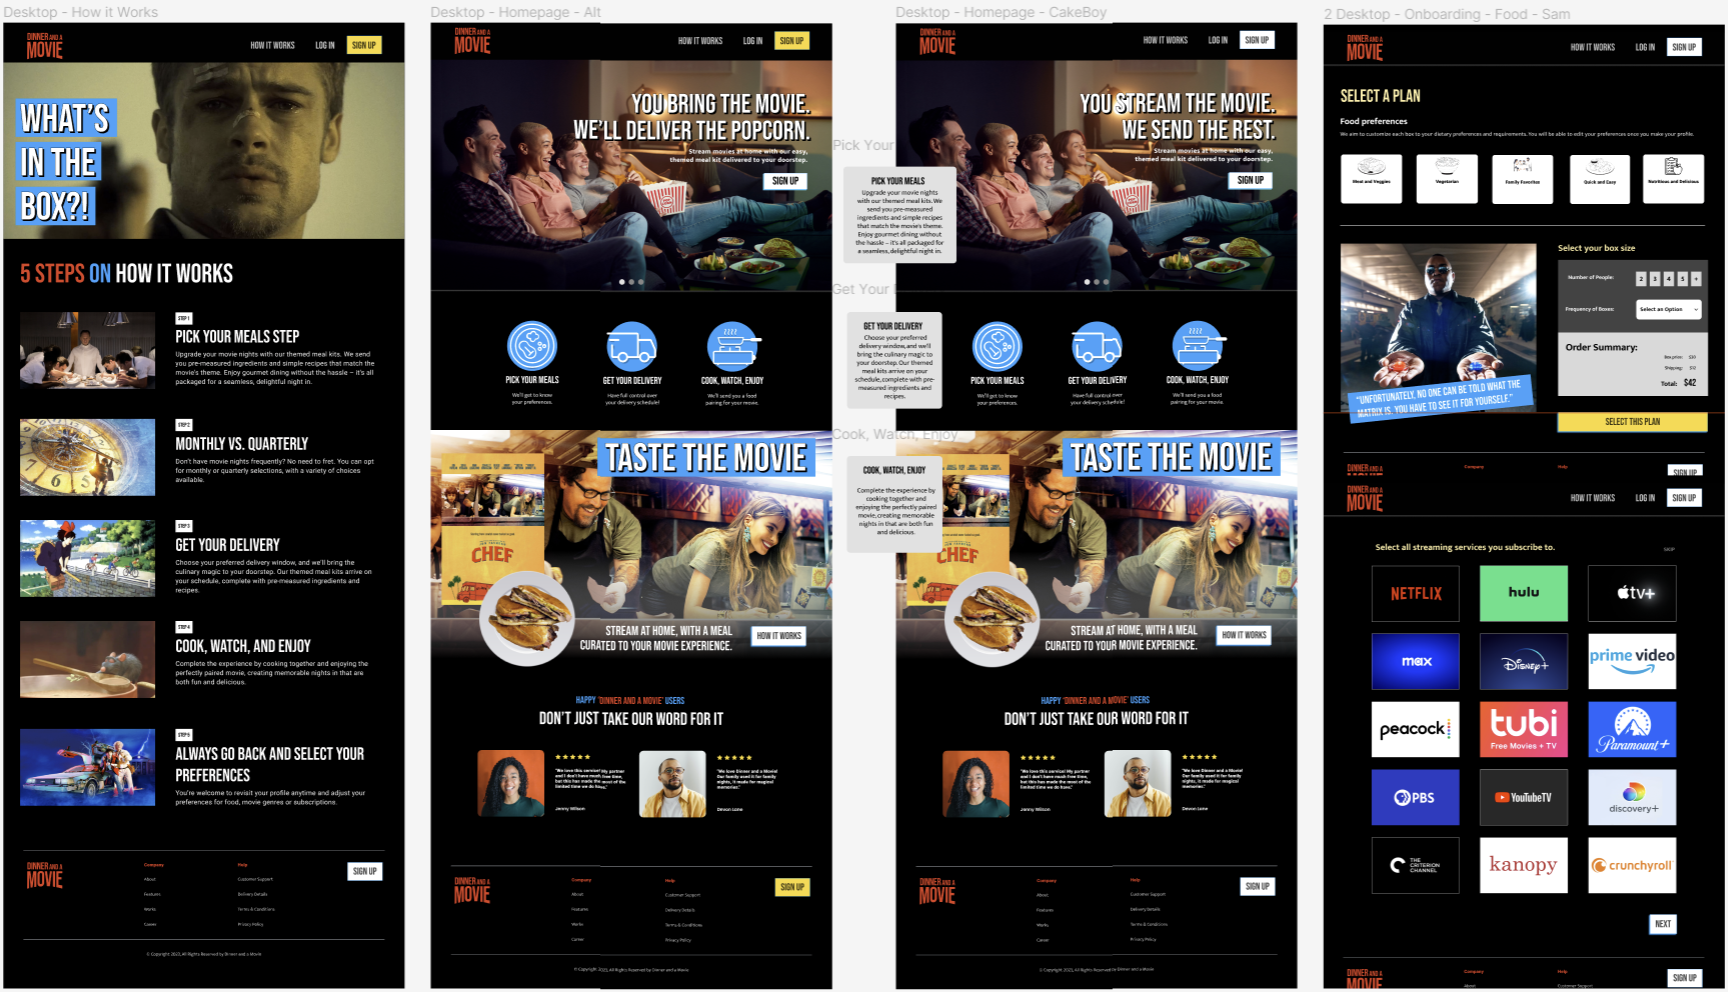 Desktop - How it Works
DINNER AND A
MOVIE
HOW IT WORKS
LOG IN
SIGN UP
WHAT'S
IN THE
BOX?!
5 STEPS ON HOW IT WORKS
STEP 1
PICK YOUR MEALS STEP
Upgrade your movie nights with our themed meal kits. We send
you pre-measured ingredients and simple recipes that match the
movie's theme. Enjoy gourmet dining without the hassle – it's all
packaged for a seamless, delightful night in.
STEP 2
MONTHLY VS. QUARTERLY
Don't have movie nights frequently? No need to fret. You can opt
for monthly or quarterly selections, with a variety of choices
available.
STEP 3
GET YOUR DELIVERY
Choose your preferred delivery window, and we'll bring the
culinary magic to your doorstep. Our themed meal kits arrive on
your schedule, complete with pre-measured ingredients and
recipes.
STEP 4
COOK, WATCH, AND ENJOY
Complete the experience by cooking together and enjoying the
perfectly paired movie, creating memorable nights in that are
both fun and delicious.
STEP 5
ALWAYS GO BACK AND SELECT YOUR
PREFERENCES
You're welcome to revisit your profile anytime and adjust your
preferences for food, movie genres or subscriptions.
DINNER AND A
MOVIE
Company
About
Features
Works
Career
Help
Customer Support
Delivery Details
Terms & Conditions
Privacy Policy
SIGN UP
© Copyright 2023, All Rights Reserved by Dinner and a Movie
Desktop - Homepage - Alt
DINNER AND A
MOVIE
HOW IT WORKS
LOG IN
SIGN UP
YOU BRING THE MOVIE.
WE'LL DELIVER THE POPCORN.
Stream movies at home with our easy,
themed meal kit delivered to your doorstep.
SIGN UP
PICK YOUR MEALS
We'll get to know
your preferences.
GET YOUR DELIVERY
Have full control over
your delivery schedule!
COOK, WATCH, ENJOY
We'll send you a food
pairing for your movie.
TASTE THE MOVIE
CHEF
STREAM AT HOME, WITH A MEAL
CURATED TO YOUR MOVIE EXPERIENCE.
HOW IT WORKS
HAPPY 'DINNER AND A MOVIE' USERS
DON'T JUST TAKE OUR WORD FOR IT
"We love this service! My partner
and I don't have much free time,
but this has made the most of the
limited time we do have."
Jenny Wilson
"We love Dinner and a Movie!
Our family used it for family
nights, it made for magical
memories."
Devon Lane
DINNER AND A
MOVIE
Company
About
Features
Works
Career
Help
Customer Support
Delivery Details
Terms & Conditions
Privacy Policy
SIGN UP
© Copyright 2023, All Rights Reserved by Dinner and a Movie
Pick Your
PICK YOUR MEALS
Upgrade your movie nights
with our themed meal kits. We
send you pre-measured
ingredients and simple recipes
that match the movie's theme.
Enjoy gourmet dining without
the hassle – it's all packaged for
a seamless, delightful night in.
Get Your
GET YOUR DELIVERY
Choose your preferred
delivery window, and we'll
bring the culinary magic to
your doorstep. Our themed
meal kits arrive on your
schedule, complete with pre-
measured ingredients and
recipes.
Cook, Watch, Enjoy
COOK, WATCH, ENJOY
Complete the experience by
cooking together and
enjoying the perfectly paired
movie, creating memorable
nights in that are both fun
and delicious.
Desktop - Homepage - CakeBoy
DINNER AND A
MOVIE
HOW IT WORKS
LOG IN
SIGN UP
YOU STREAM THE MOVIE.
WE SEND THE REST.
Stream movies at home with our easy,
themed meal kit delivered to your doorstep.
SIGN UP
PICK YOUR MEALS
We'll get to know
your preferences.
GET YOUR DELIVERY
Have full control over
your delivery schedule!
COOK, WATCH, ENJOY
We'll send you a food
pairing for your movie.
TASTE THE MOVIE
CHEF
STREAM AT HOME, WITH A MEAL
CURATED TO YOUR MOVIE EXPERIENCE.
HOW IT WORKS
HAPPY 'DINNER AND A MOVIE' USERS
DON'T JUST TAKE OUR WORD FOR IT
"We love this service! My partner
and I don't have much free time,
but this has made the most of the
limited time we do have."
Jenny Wilson
"We love Dinner and a Movie!
Our family used it for family
nights, it made for magical
memories."
Devon Lane
DINNER AND A
MOVIE
Company
About
Features
Works
Career
Help
Customer Support
Delivery Details
Terms & Conditions
Privacy Policy
SIGN UP
© Copyright 2023, All Rights Reserved by Dinner and a Movie
2 Desktop - Onboarding - Food - Sam
DINNER AND A
MOVIE
HOW IT WORKS
LOG IN
SIGN UP
SELECT A PLAN
Food preferences
We aim to customize each box to your dietary preferences and requirements. You will be able to edit your preferences once you make your profile.
Meat and Veggies
Vegetarian
Family Favorites
Quick and Easy
Nutritious and Delicious
"UNFORTUNATELY, NO ONE CAN BE TOLD WHAT THE
MATRIX IS. YOU HAVE TO SEE IT FOR YOURSELF."
Select your box size
Number of People:
2 3 4 5 +
Frequency of Boxes:
Select an Option
Order Summary:
Box price: $30
Shipping: $12
Total: $42
SELECT THIS PLAN
DINNER AND A
Company
Help
SIGN UP
DINNER AND A
MOVIE
HOW IT WORKS
LOG IN
SIGN UP
Select all streaming services you subscribe to.
SKIP
NETFLIX
hulu
tv+
max
Disney+
prime video
peacock
tubi
Free Movies + TV
Paramount+
PBS
YouTubeTV
discovery+
THE
CRITERION
CHANNEL
kanopy
crunchyroll
NEXT
DINNER AND A
MOVIE
Company
About
Help
Customer Support
SIGN UP